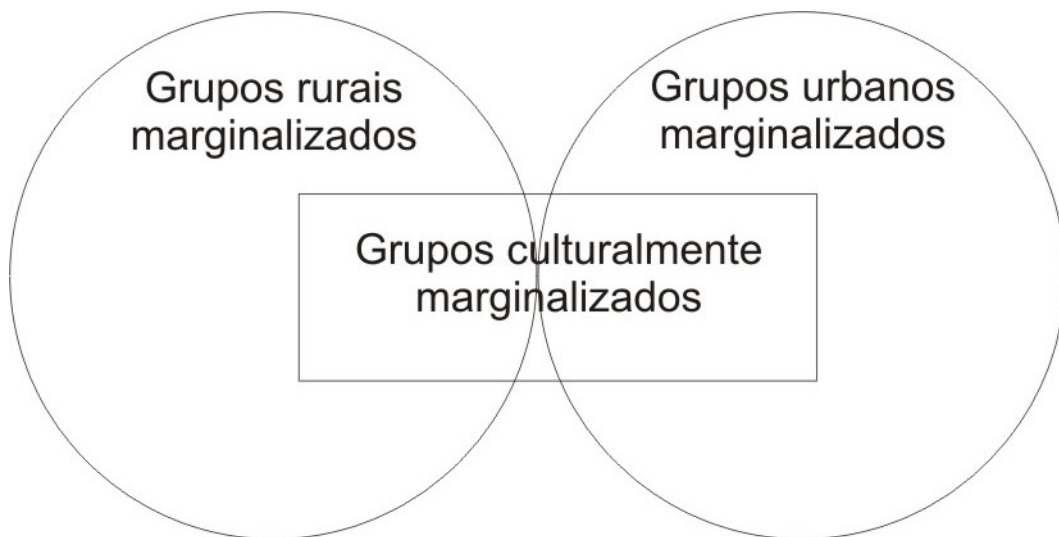 Grupos rurais
marginalizados
Grupos urbanos
marginalizados
Grupos culturalmente
marginalizados